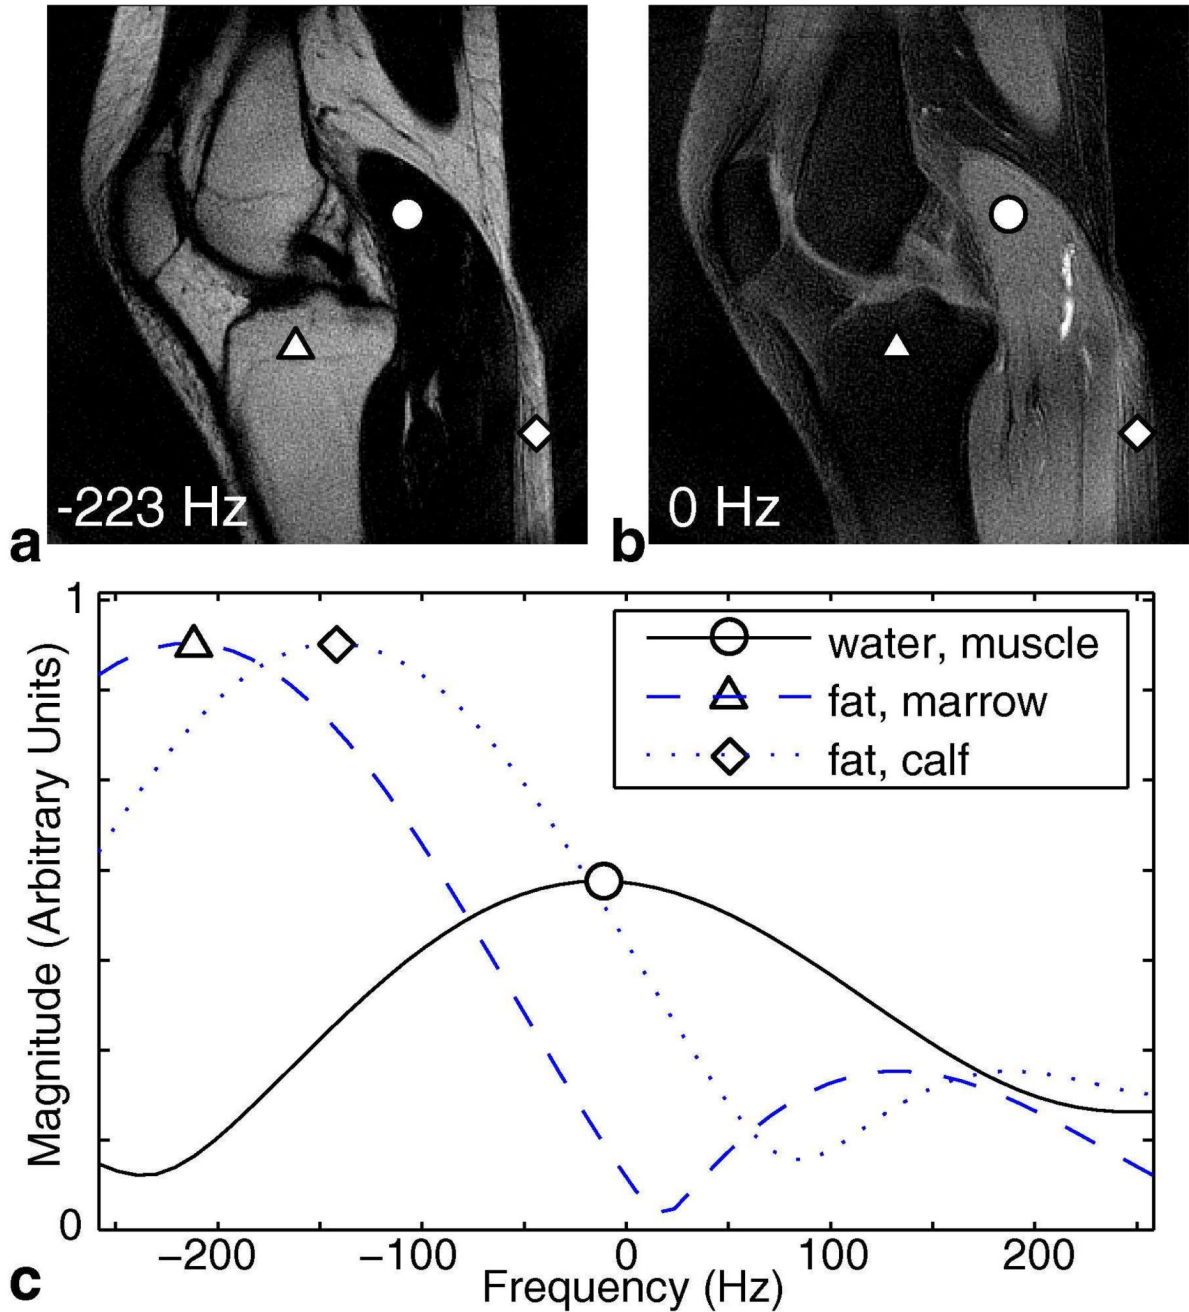 -223 Hz
a
0 Hz
b
1
0
Magnitude (Arbitrary Units)
water, muscle
fat, marrow
fat, calf
−200
−100
0
100
200
Frequency (Hz)
c